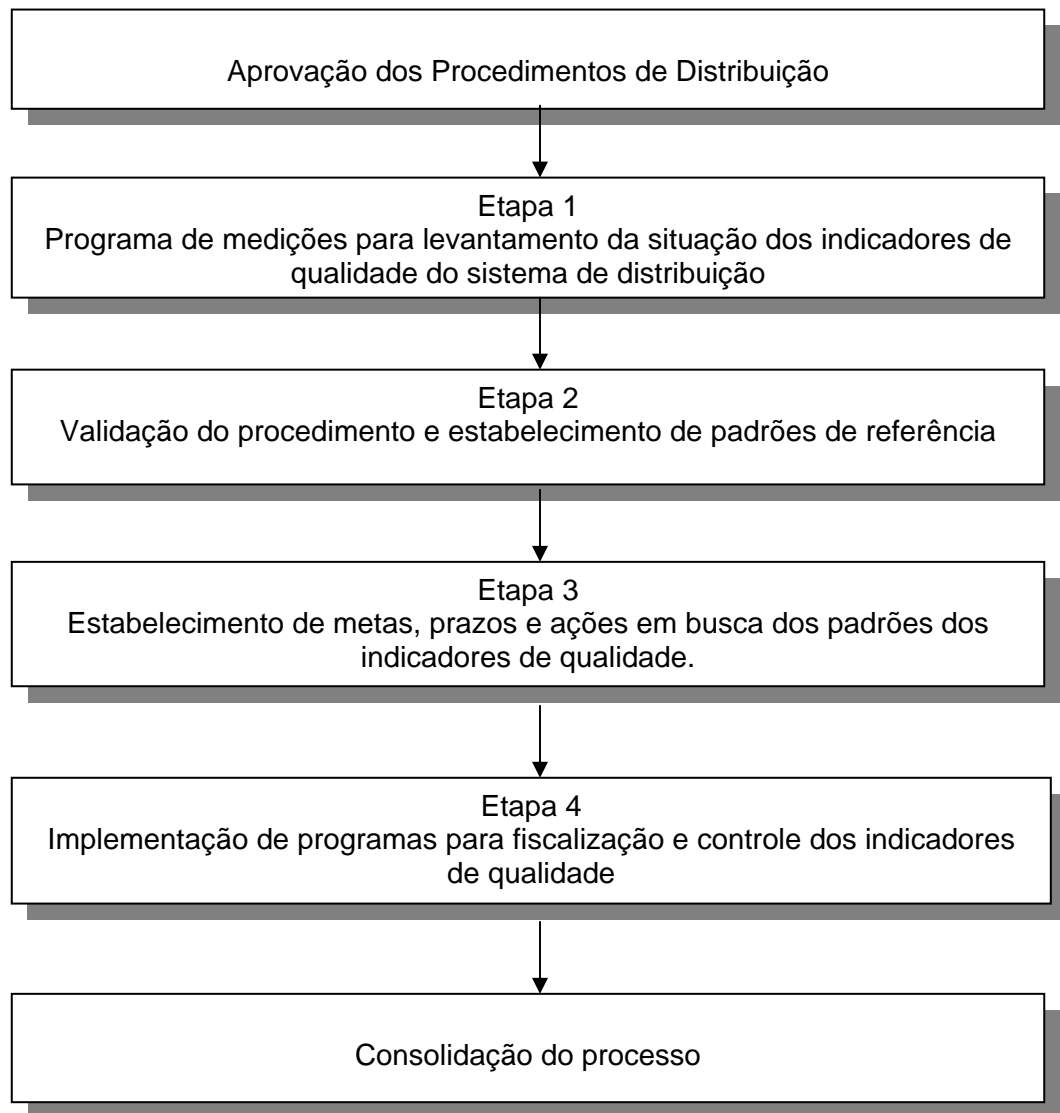 Aprovação dos Procedimentos de Distribuição
Etapa 1
Programa de medições para levantamento da situação dos indicadores de
qualidade do sistema de distribuição
Etapa 2
Validação do procedimento e estabelecimento de padrões de referência
Etapa 3
Estabelecimento de metas, prazos e ações em busca dos padrões dos
indicadores de qualidade.
Etapa 4
Implementação de programas para fiscalização e controle dos indicadores
de qualidade
Consolidação do processo